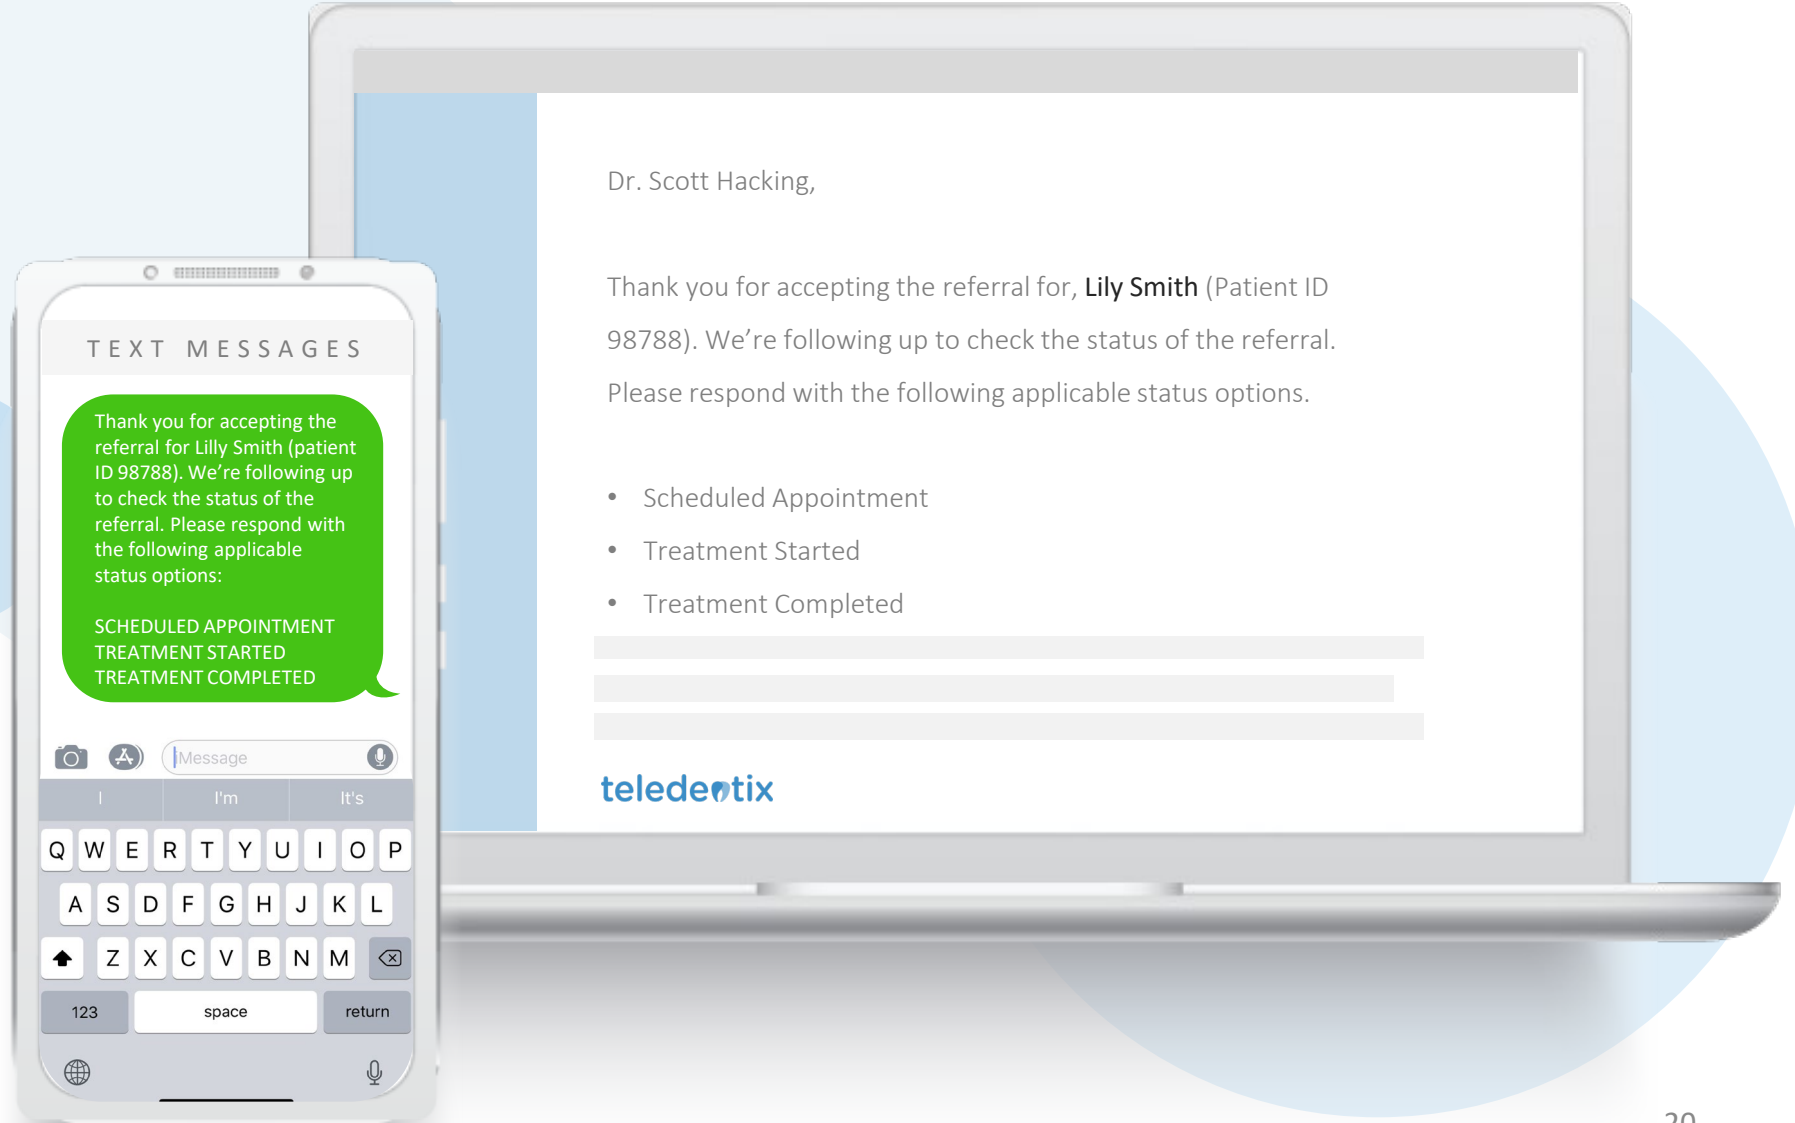 Dr. Scott Hacking,
Thank you for accepting the referral for, Lily Smith (Patient ID
98788). We’re following up to check the status of the referral.
Please respond with the following applicable status options.
• Scheduled Appointment
• Treatment Started
• Treatment Completed
teledentix
TEXT MESSAGES
Thank you for accepting the
referral for Lilly Smith (patient
ID 98788). We’re following up
to check the status of the
referral. Please respond with
the following applicable
status options:
SCHEDULED APPOINTMENT
TREATMENT STARTED
TREATMENT COMPLETED
iMessage
I I'm It's
Q W E R T Y U I O P
A S D F G H J K L
Z X C V B N M
123 space return
20